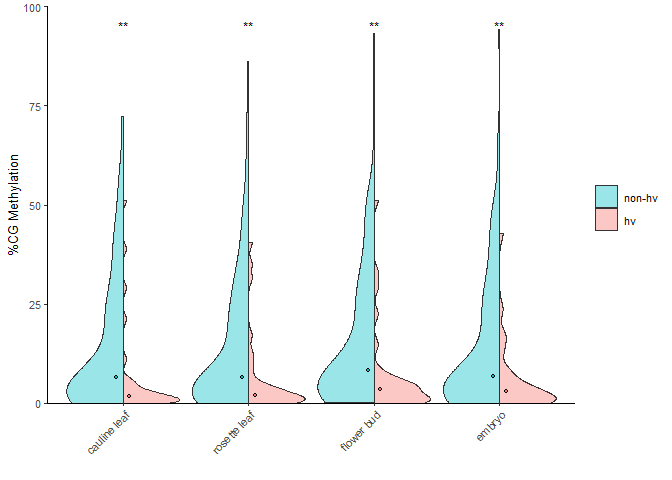 100
** ** ** **
75
%CG Methylation
50
25
0
non-hv
hv
cauline leaf
rosette leaf
flower bud
embryo